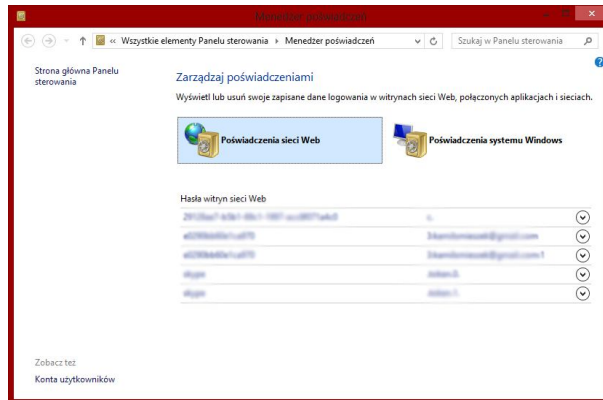 Menedżer poświadczeń
« Wszystkie elementy Panelu sterowania ▸ Menedżer poświadczeń
Szukaj w Panelu sterowania
Strona główna Panelu
sterowania
Zarządzaj poświadczeniami
Wyświetl lub usuń swoje zapisane dane logowania w witrynach sieci Web, połączonych aplikacjach i sieciach.
Poświadczenia sieci Web
Poświadczenia systemu Windows
Hasła witryn sieci Web
Zobacz też
Konta użytkowników